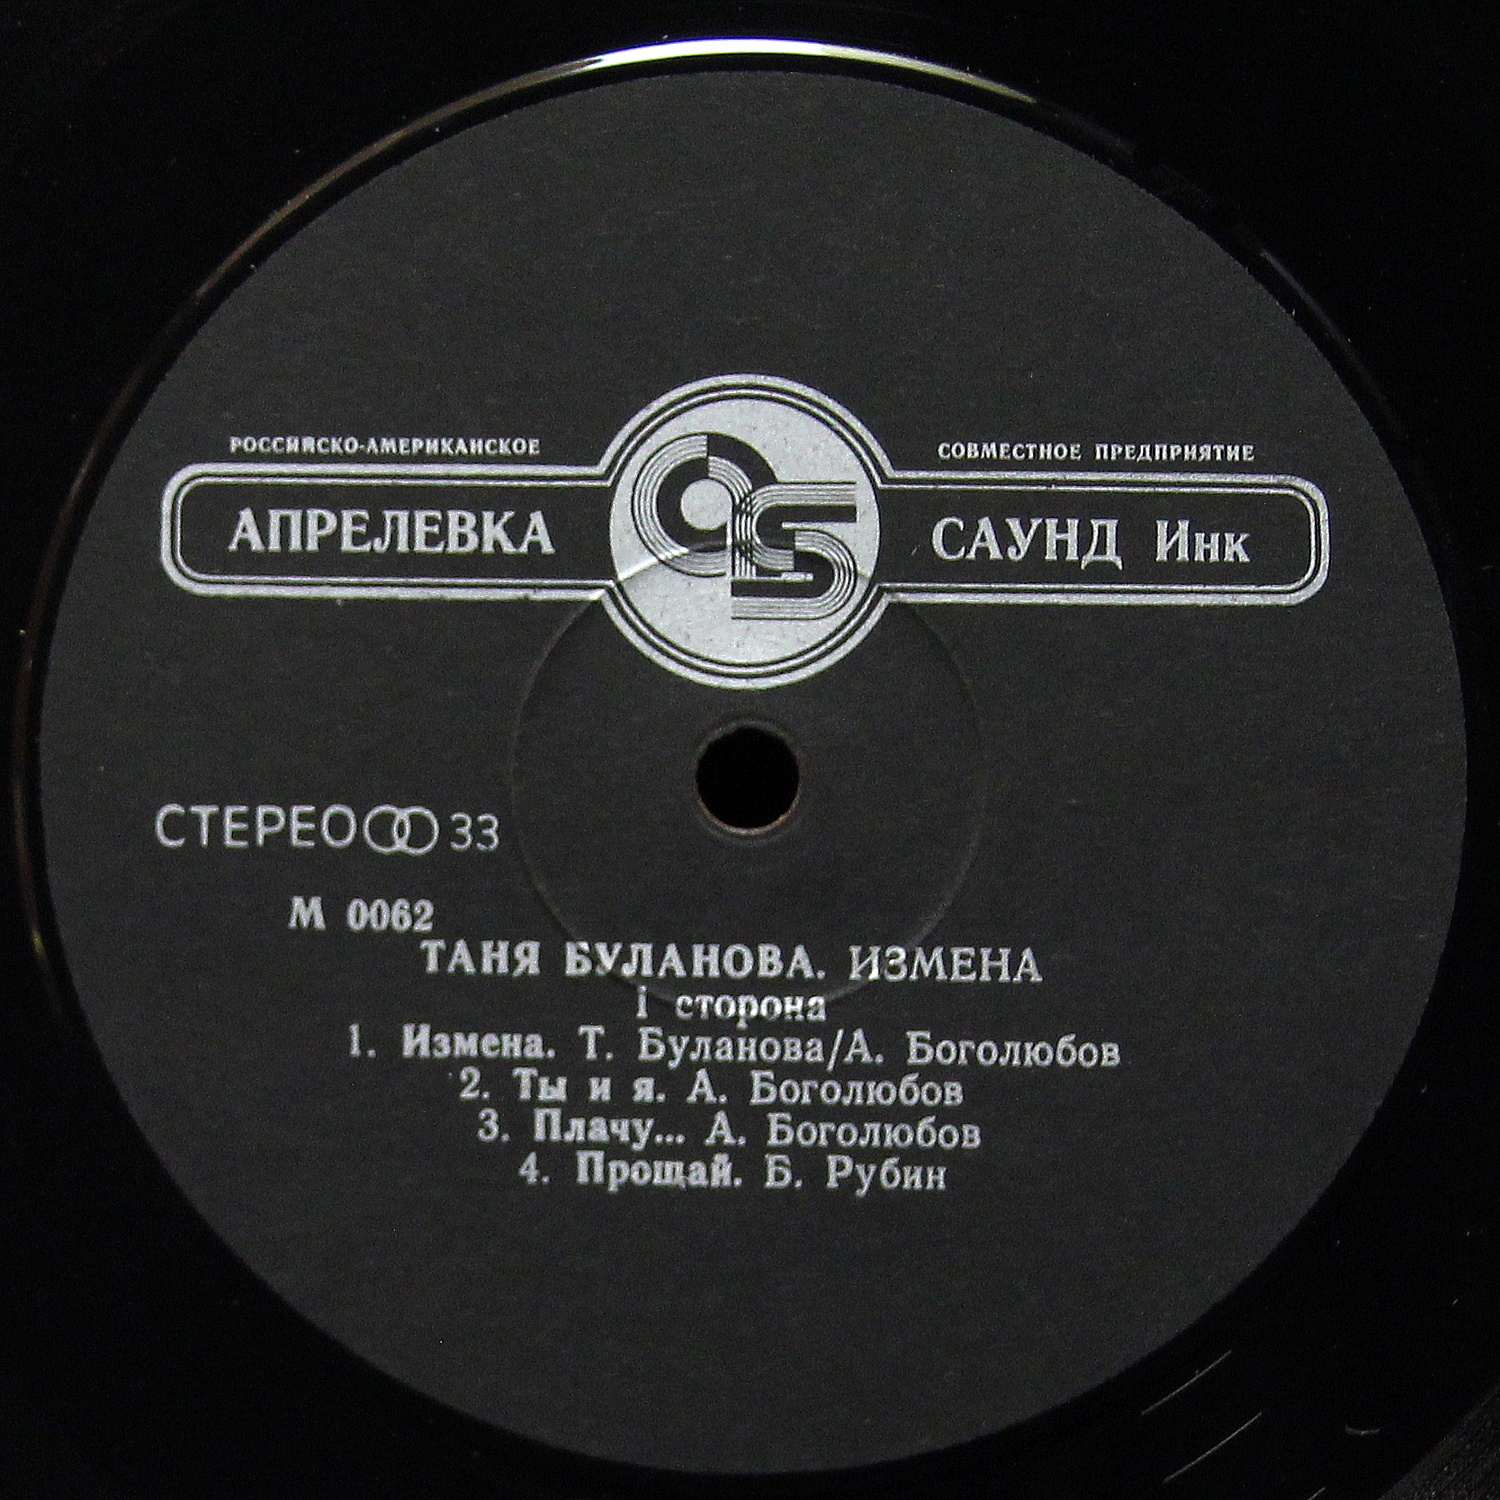 РОССИЙСКО-АМЕРИКАНСКОЕ СОВМЕСТНОЕ ПРЕДПРИЯТИЕ
АПРЕЛЕВКА САУНД Инк
СТЕРЕО 33
М 0062
ТАНЯ БУЛАНОВА. ИЗМЕНА
i сторона
1. Измена. Т. Буланова/А. Боголюбов
2. Ты и я. А. Боголюбов
3. Плачу... А. Боголюбов
4. Прощай. Б. Рубин